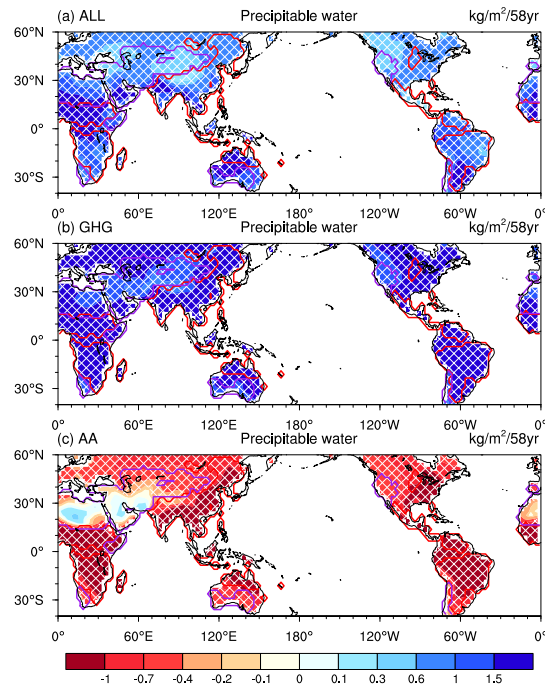 (a) ALL Precipitable water kg/m²/58yr
60°N
30°N
0°
30°S
0° 60°E 120°E 180°W 120°W 60°W 0°
(b) GHG Precipitable water kg/m²/58yr
60°N
30°N
0°
30°S
0° 60°E 120°E 180°W 120°W 60°W 0°
(c) AA Precipitable water kg/m²/58yr
60°N
30°N
0°
30°S
0° 60°E 120°E 180°W 120°W 60°W 0°
-1 -0.7 -0.4 -0.2 -0.1 0 0.1 0.3 0.6 1 1.5